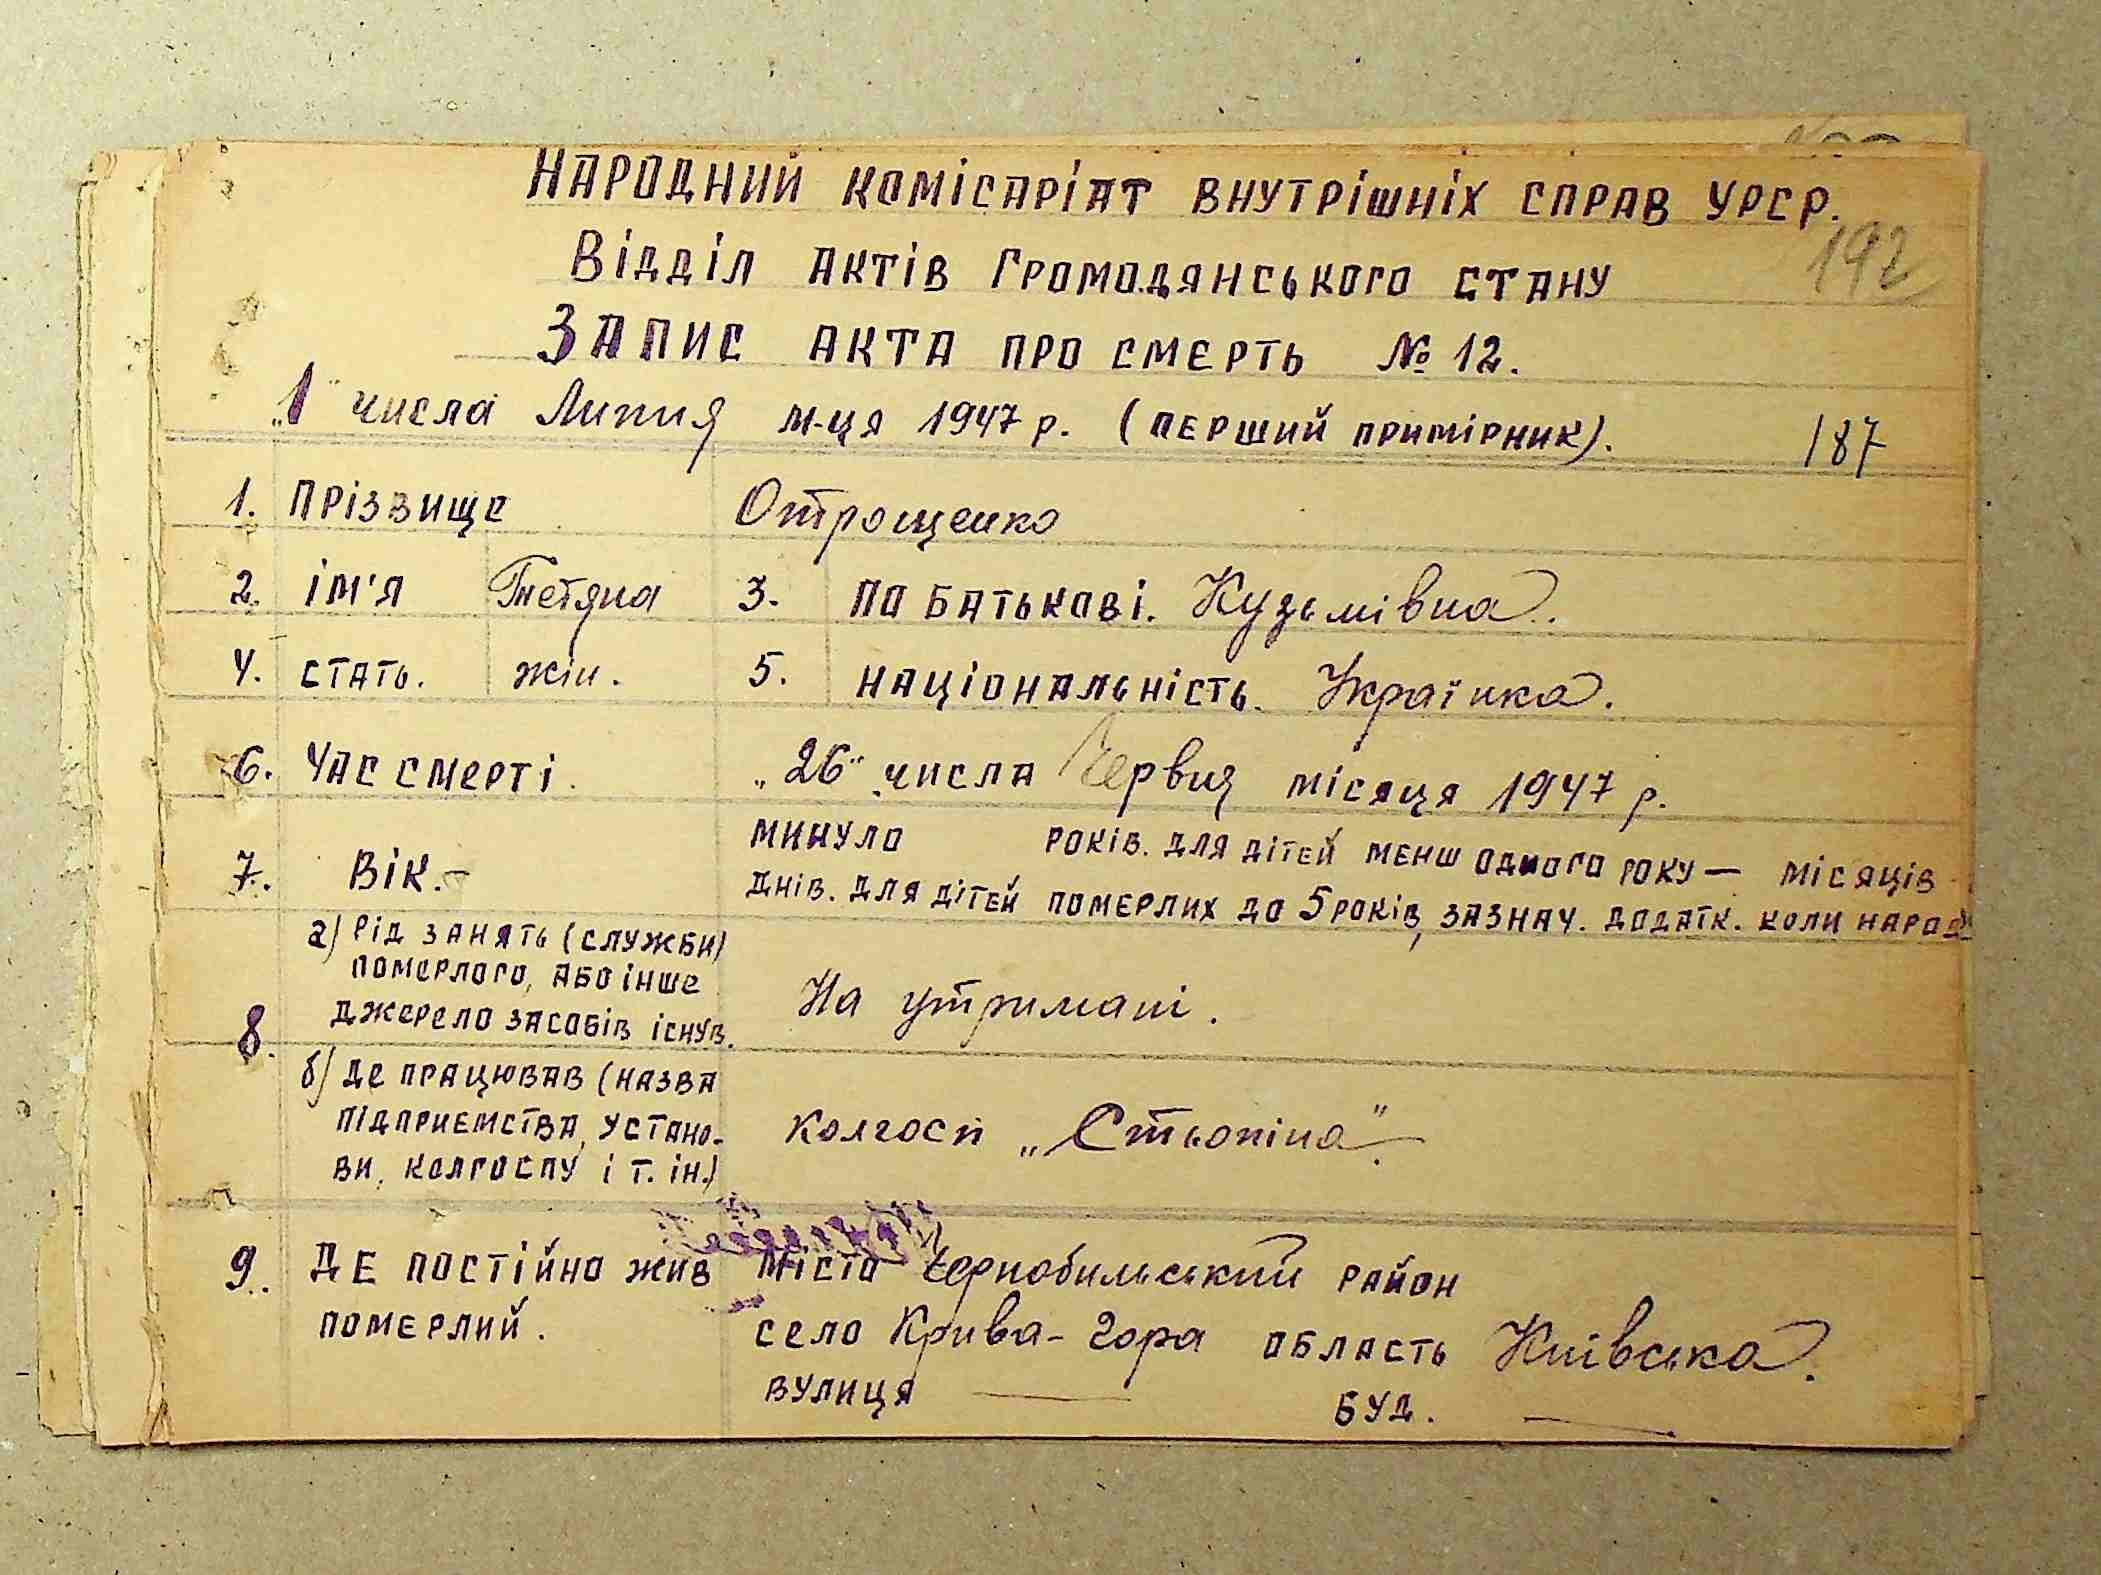 НАРОДНИЙ КОМІСАРІАТ ВНУТРІШНІХ СПРАВ УРСР.
192
ВІДДІЛ АКТІВ ГРОМОДЯНСЬКОГО СТАНУ
ЗАПИС АКТА ПРО СМЕРТЬ № 12.
„1" числа Липня м-ця 1947 р. (ПЕРШИЙ ПРИМІРНИК).
187
1. ПРІЗВИЩЕ Отрощенко
2. ІМ'Я Тетяна 3. ПО БАТЬКОВІ. Кузьмівна.
4. СТАТЬ. жін. 5. НАЦІОНАЛЬНІСТЬ. Українка.
6. ЧАС СМЕРТІ. „26" числа Червня місяця 1947 р.
7. ВІК.- МИНУЛО РОКІВ. ДЛЯ ДІТЕЙ МЕНШ ОДНОГО РОКУ — МІСЯЦІВ
ДНІВ. ДЛЯ ДІТЕЙ ПОМЕРЛИХ ДО 5 РОКІВ, ЗАЗНАЧ. ДОДАТК. КОЛИ НАРОД
8. а) РІД ЗАНЯТЬ (СЛУЖБИ)
ПОМЕРЛОГО, АБО ІНШЕ
ДЖЕРЕЛО ЗАСОБІВ ІСНУВ.
На утримані.
б) ДЕ ПРАЦЮВАВ (НАЗВА
ПІДПРИЕМСТВА, УСТАНО-
ВИ, КОЛГОСПУ І Т. ІН.)
колгосп „Стьопіна".
9. ДЕ ПОСТІЙНО ЖИВ МІСТО Чернобильський РАЙОН
ПОМЕРЛИЙ. СЕЛО Крива-гора ОБЛАСТЬ Київська.
ВУЛИЦЯ — БУД. —